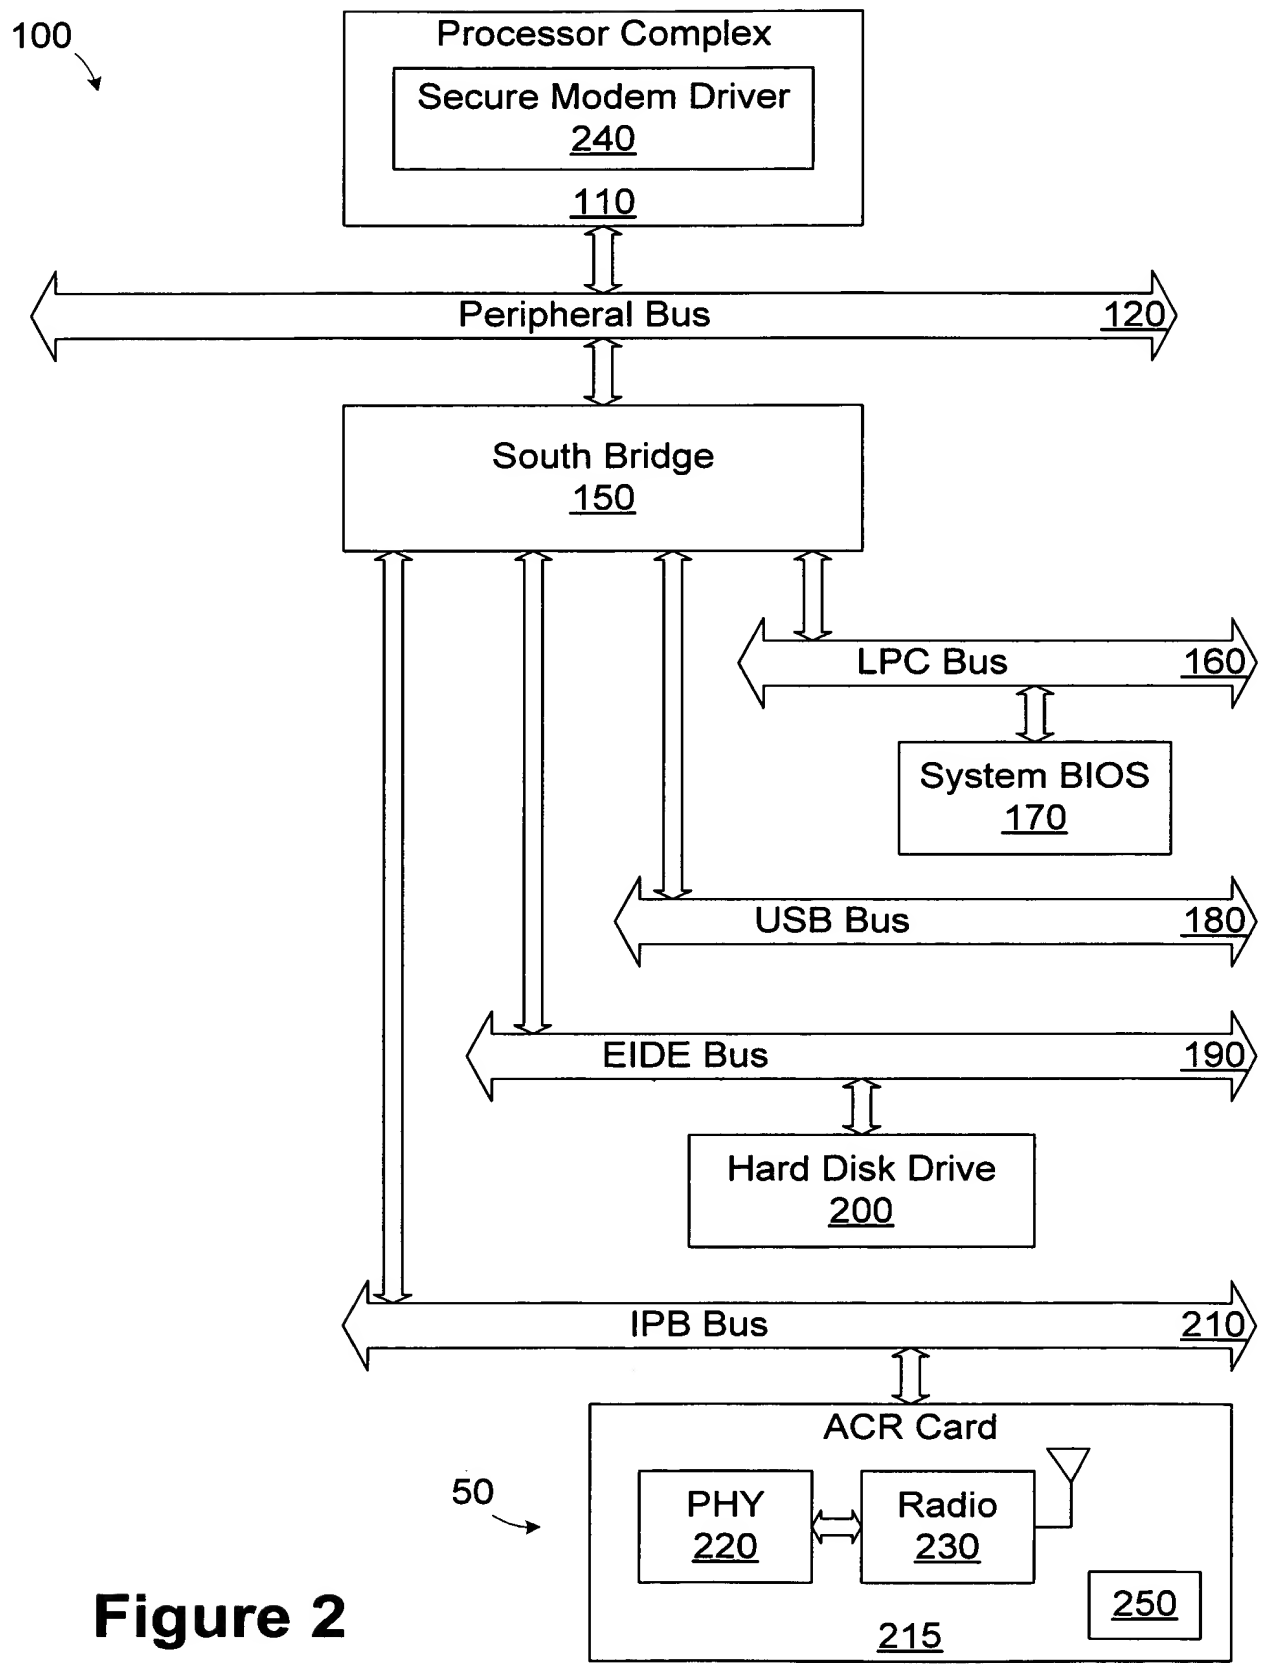 100
Processor Complex
Secure Modem Driver
240
110
Peripheral Bus 120
South Bridge
150
LPC Bus 160
System BIOS
170
USB Bus 180
EIDE Bus 190
Hard Disk Drive
200
IPB Bus 210
ACR Card
50
PHY
220
Radio
230
250
215
Figure 2